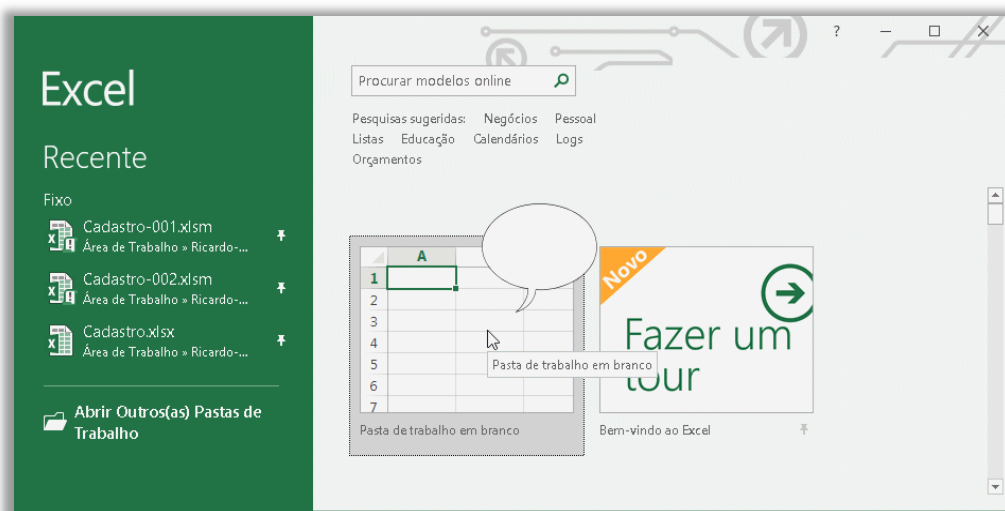 Excel
Recente
Fixo
Cadastro-001.xlsm
Área de Trabalho » Ricardo-...
Cadastro-002.xlsm
Área de Trabalho » Ricardo-...
Cadastro.xlsx
Área de Trabalho » Ricardo-...
Abrir Outros(as) Pastas de
Trabalho
?
Procurar modelos online
Pesquisas sugeridas: Negócios Pessoal
Listas Educação Calendários Logs
Orçamentos
A
1
2
3
4
5
6
7
Pasta de trabalho em branco
Pasta de trabalho em branco
Novo
Fazer um
tour
Bem-vindo ao Excel